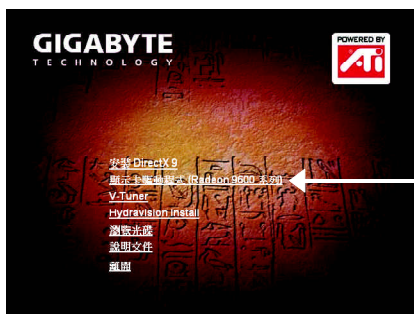 GIGABYTE
TECHNOLOGY
POWERED BY
ATi
安裝 DirectX 9
顯示卡驅動程式 (Radeon 9600 系列)
V-Tuner
Hydravision Install
瀏覽光碟
說明文件
離開